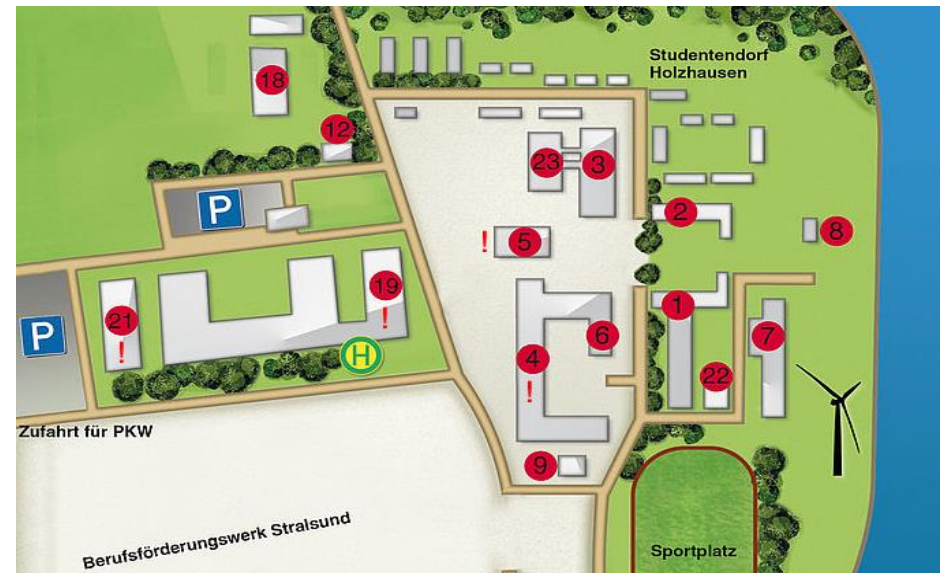 Studentendorf
Holzhausen
18
12
23
3
P
2
8
!
5
19
!
21
!
P
H
1
6
7
4
!
22
Zufahrt für PKW
9
Berufsförderungswerk Stralsund
Sportplatz